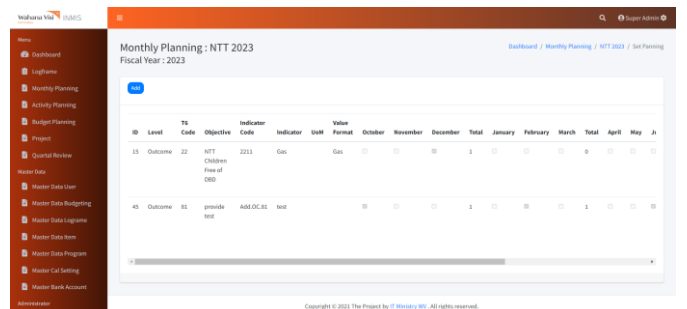 Wahana Visi INMIS
Super Admin
Menu
Dashboard
Logframe
Monthly Planning
Activity Planning
Budget Planning
Project
Quartal Review
Master Data
Master Data User
Master Data Budgeting
Master Data Lograme
Master Data Item
Master Data Program
Master Cal Setting
Master Bank Account
Administrator
Monthly Planning : NTT 2023
Fiscal Year : 2023
Dashboard / Monthly Planning / NTT 2023 / Set Panning
Add
ID Level TS Code Objective Indicator Code Indicator UoM Value Format October November December Total January February March Total April May Ju
15 Outcome 22 NTT Children Free of DBD 2211 Gas Gas 1 0
45 Outcome 81 provide test Add.OC.81 test 1 1
Copyright © 2021 The Project by IT Ministry WV . All rights reserved.